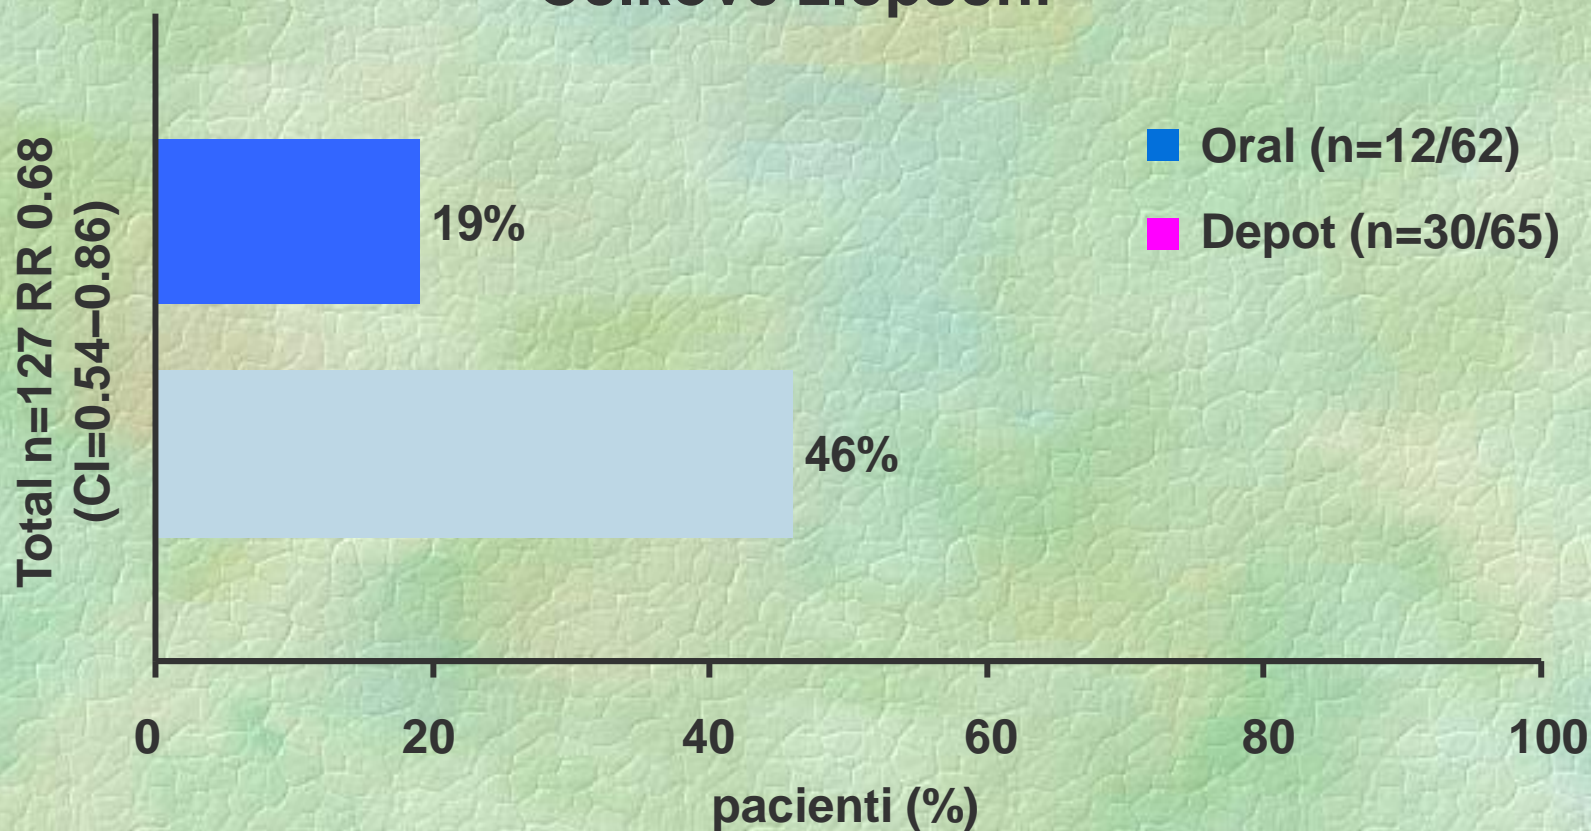 Total n=127 RR 0.68
(CI=0.54–0.86)
19%
46%
Oral (n=12/62)
Depot (n=30/65)
0 20 40 60 80 100
pacienti (%)